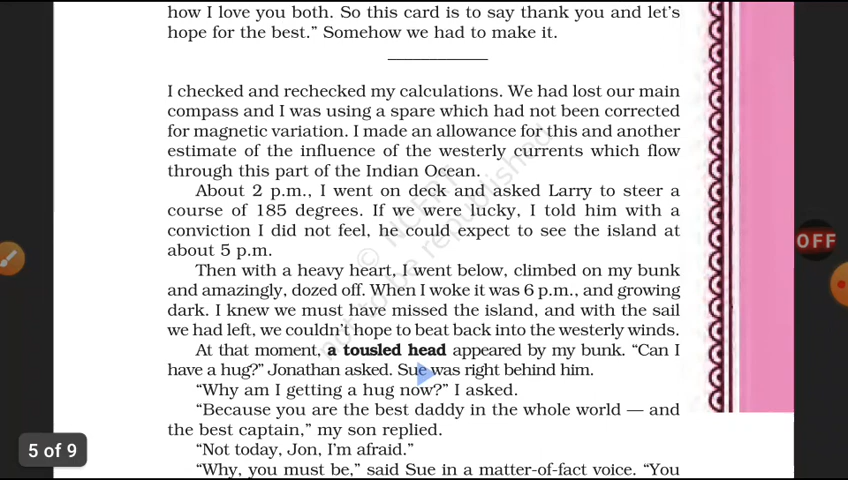 how I love you both. So this card is to say thank you and let's
hope for the best.” Somehow we had to make it.
I checked and rechecked my calculations. We had lost our main
compass and I was using a spare which had not been corrected
for magnetic variation. I made an allowance for this and another
estimate of the influence of the westerly currents which flow
through this part of the Indian Ocean.
About 2 p.m., I went on deck and asked Larry to steer a
course of 185 degrees. If we were lucky, I told him with a
conviction I did not feel, he could expect to see the island at
about 5 p.m.
Then with a heavy heart, I went below, climbed on my bunk
and amazingly, dozed off. When I woke it was 6 p.m., and growing
dark. I knew we must have missed the island, and with the sail
we had left, we couldn't hope to beat back into the westerly winds.
At that moment, a tousled head appeared by my bunk. “Can I
have a hug?” Jonathan asked. Sue was right behind him.
“Why am I getting a hug now?” I asked.
“Because you are the best daddy in the whole world — and
the best captain,” my son replied.
“Not today, Jon, I'm afraid.”
“Why, you must be,” said Sue in a matter-of-fact voice. “You
© NCERT
not to be republished
OFF
5 of 9